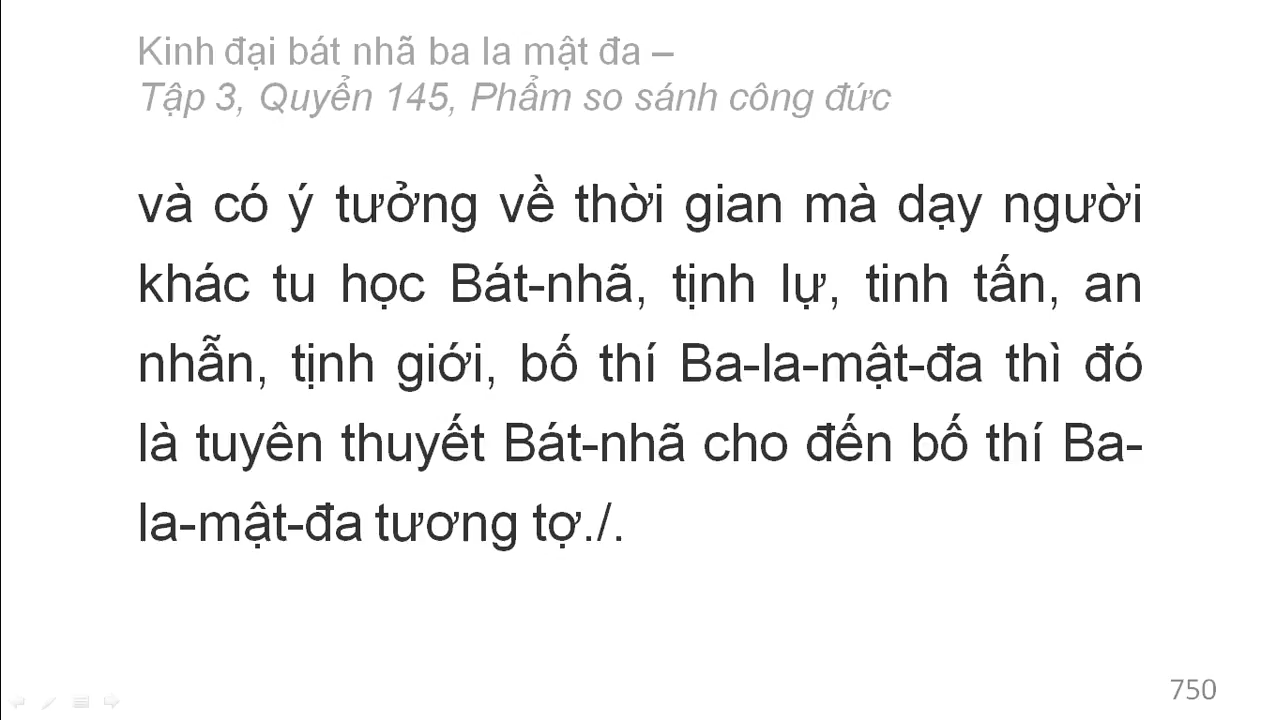 Kinh đại bát nhã ba la mật đa –
Tập 3, Quyển 145, Phẩm so sánh công đức
và có ý tưởng về thời gian mà dạy người
khác tu học Bát-nhã, tịnh lự, tinh tấn, an
nhẫn, tịnh giới, bố thí Ba-la-mật-đa thì đó
là tuyên thuyết Bát-nhã cho đến bố thí Ba-
la-mật-đa tương tợ./.
750